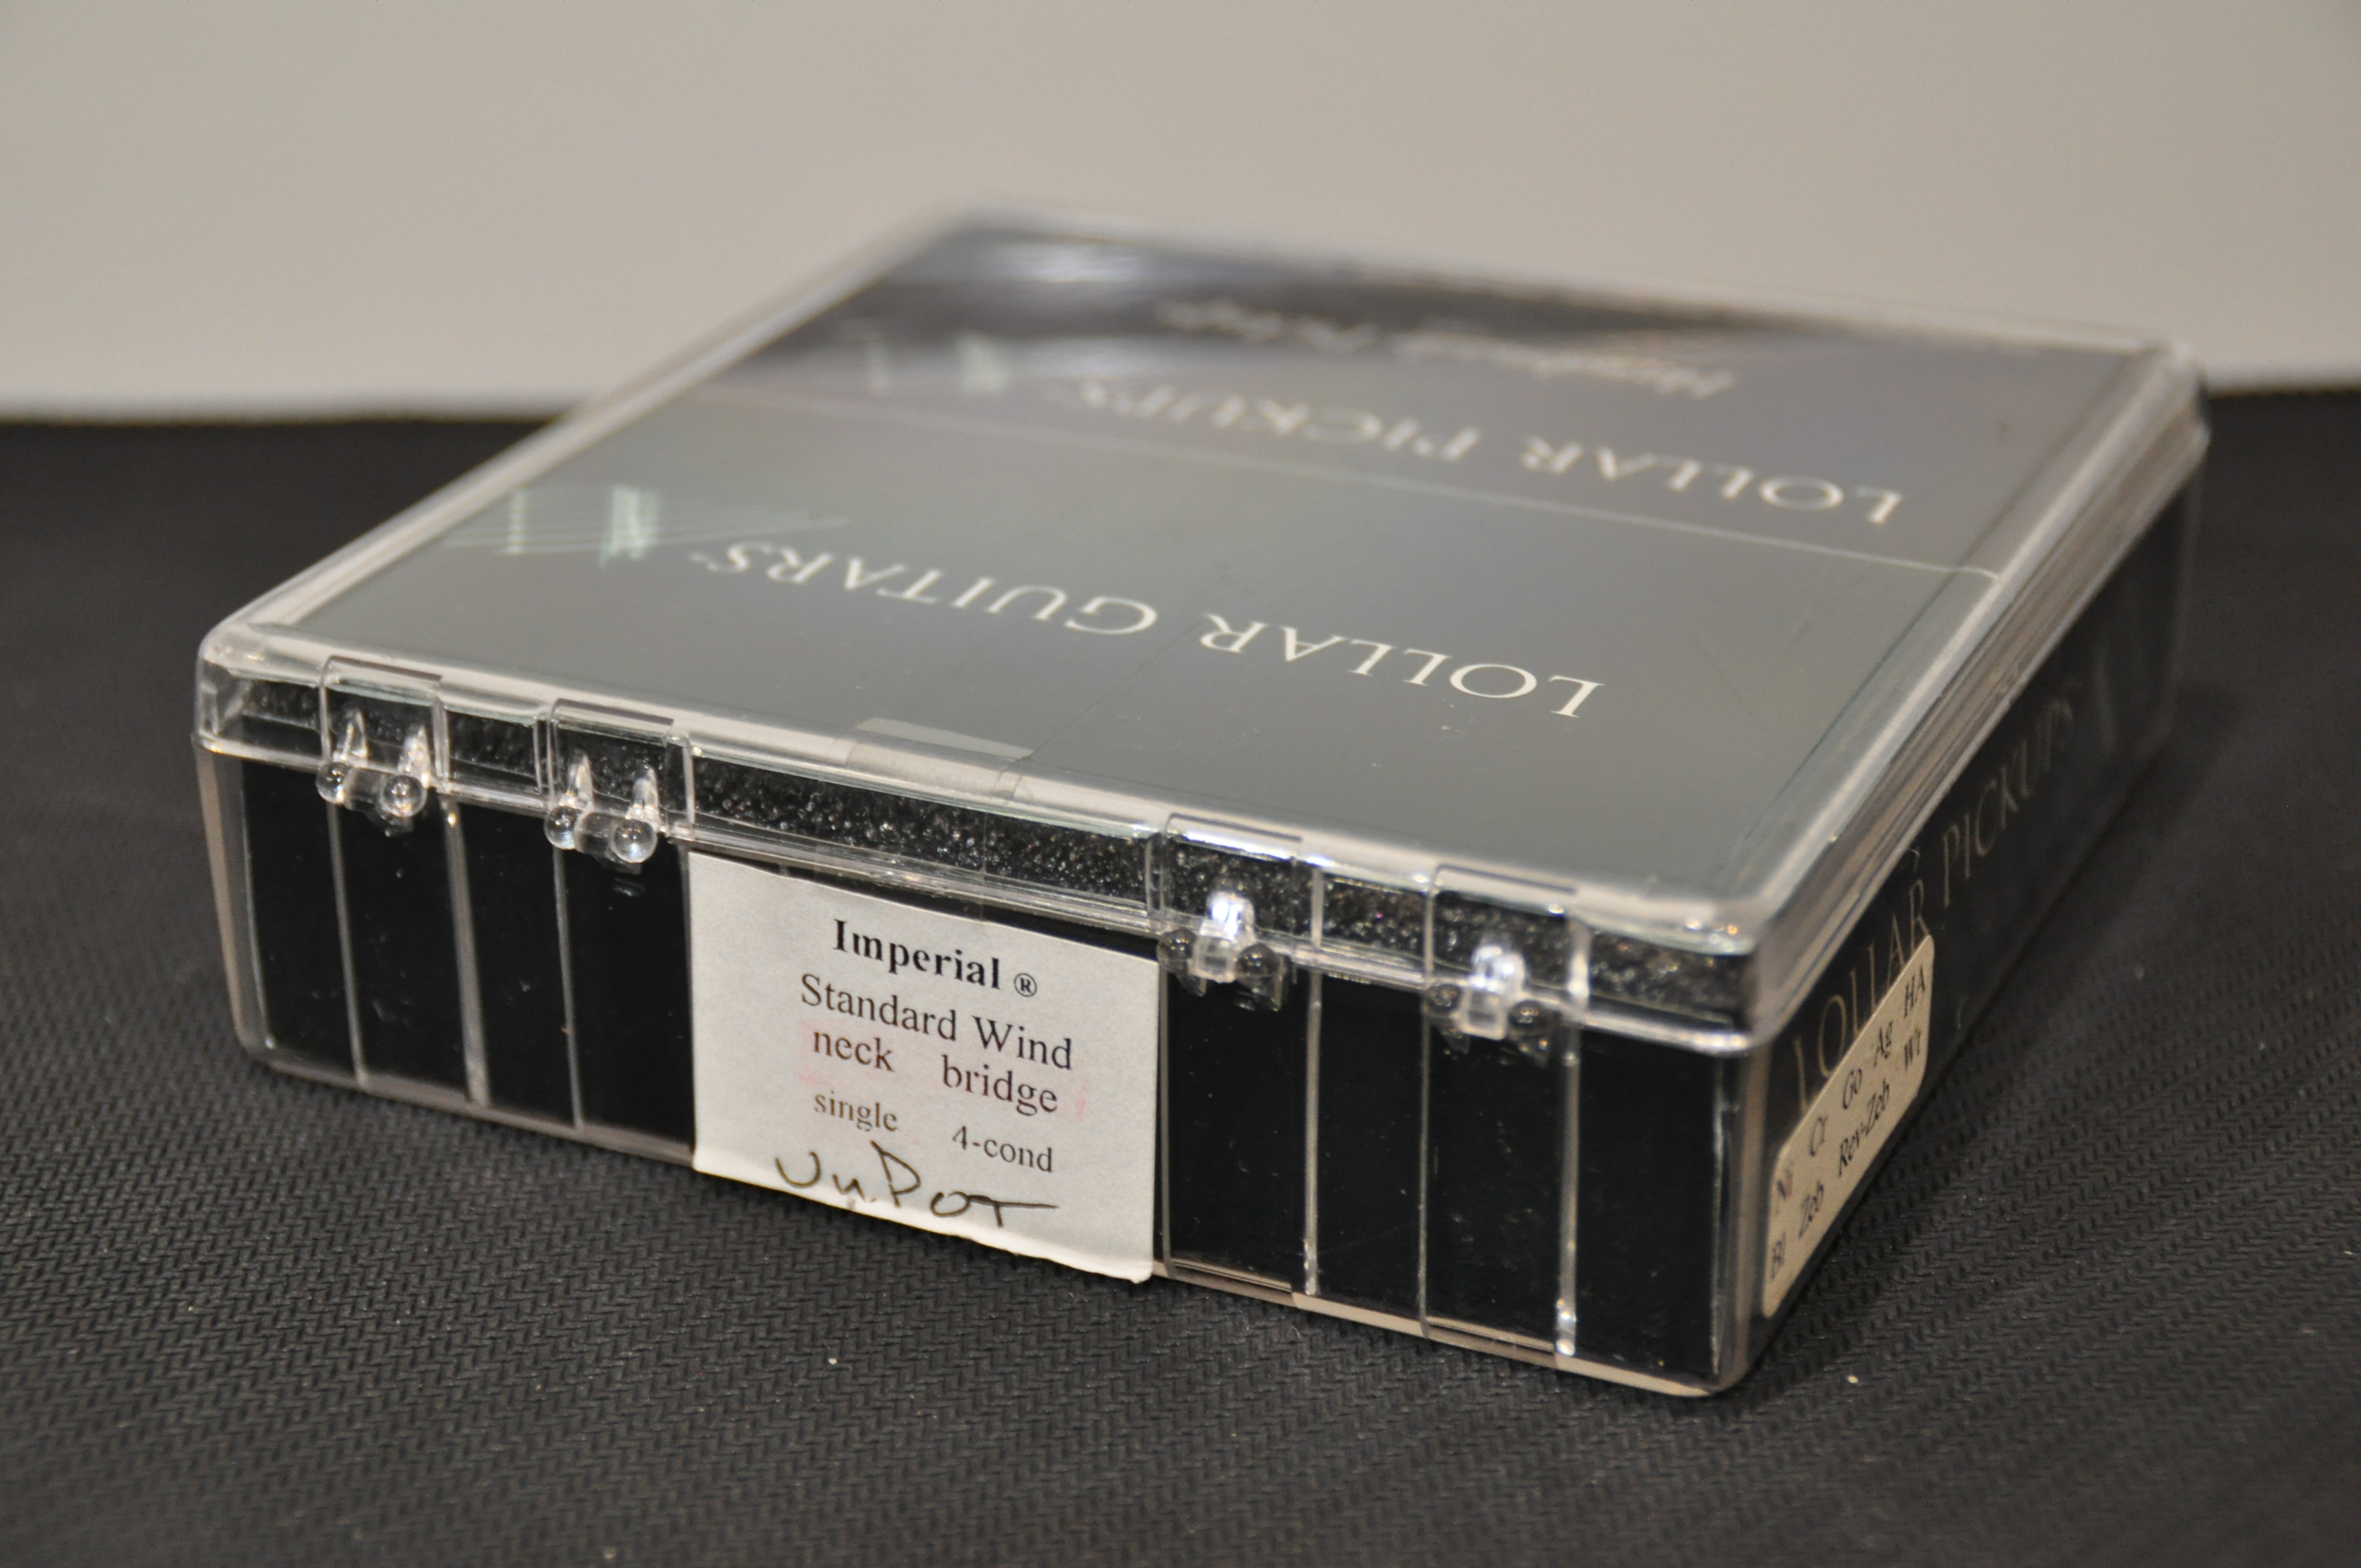 LOLLAR PICKUPS
LOLLAR GUITARS
Imperial ®
Standard Wind
neck bridge
single 4-cond
UnPOT
LOLLAR PICKUPS
Ni Cr Go Ag HA
Bl Zeb Rev-Zeb Wt